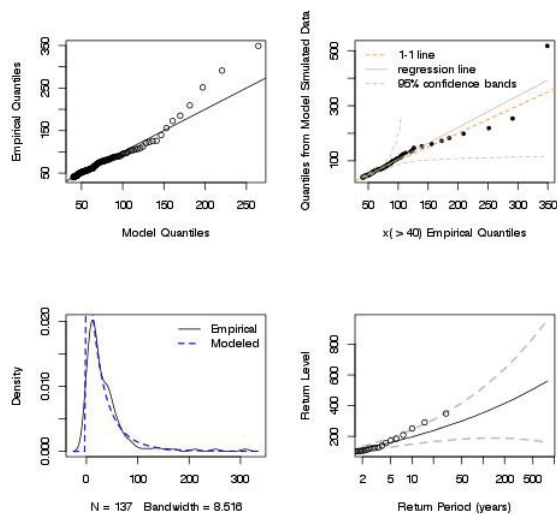 Empirical Quantiles
50
150
250
350
50
100
150
200
250
Model Quantiles
Quantiles from Model Simulated Data
100
300
500
1-1 line
regression line
95% confidence bands
50
100
150
200
250
300
350
x( > 40) Empirical Quantiles
Density
0.000
0.010
0.020
Empirical
Modeled
0
100
200
300
N = 137 Bandwidth = 8.516
Return Level
200
400
600
800
2
5
10
50
200
500
Return Period (years)